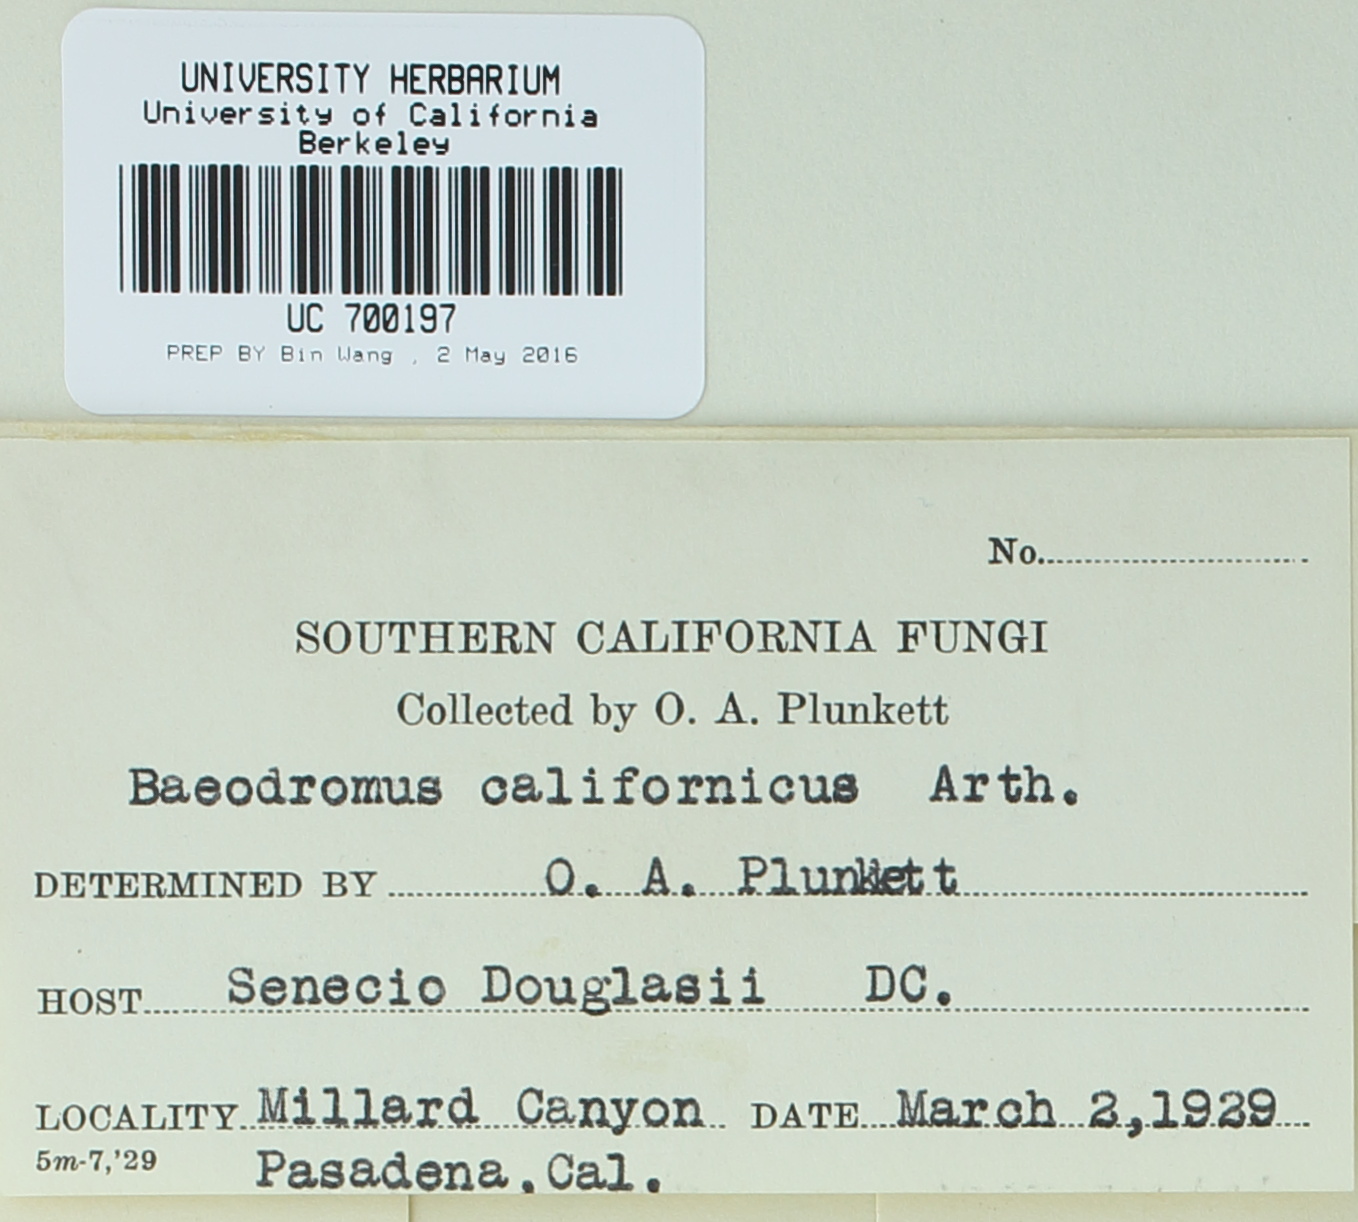 UNIVERSITY HERBARIUM
University of California
Berkeley
UC 700197
PREP BY Bin Wang , 2 May 2016
No.
SOUTHERN CALIFORNIA FUNGI
Collected by O. A. Plunkett
Baeodromus californicus Arth.
DETERMINED BY O. A. Plunkett
HOST Senecio Douglasii DC.
LOCALITY Millard Canyon DATE March 2,1929
5m-7,'29 Pasadena,Cal.